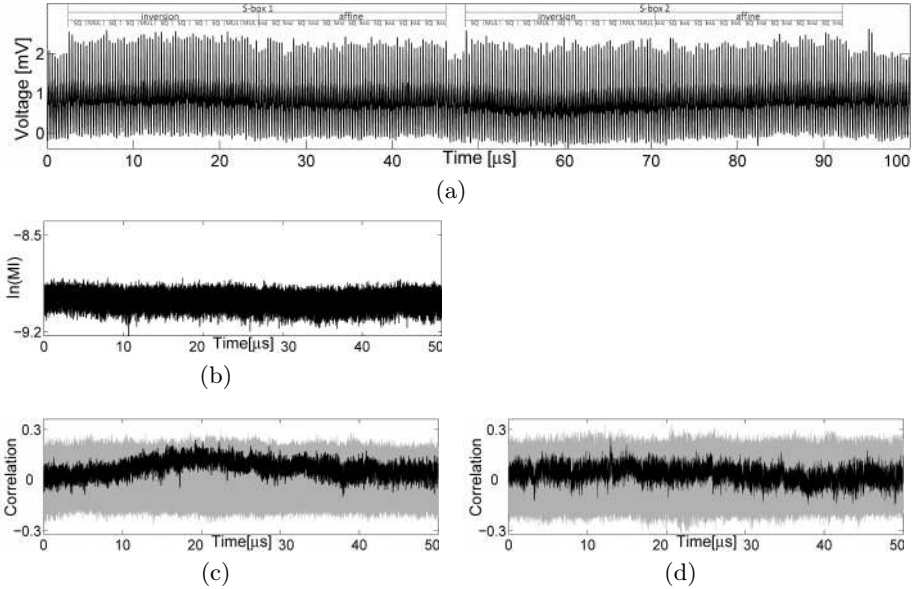 S-box 1 S-box 2
inversion affine inversion affine
Voltage [mV]
2
1
0
0 10 20 30 40 50 60 70 80 90 100
Time [μs]
(a)
ln(MI)
-8.5
-9.2
0 10 20 30 40 50
Time[μs]
(b)
Correlation
0.3
0
-0.3
0 10 20 30 40 50
Time[μs]
(c)
Correlation
0.3
0
-0.3
0 10 20 30 40 50
Time[μs]
(d)